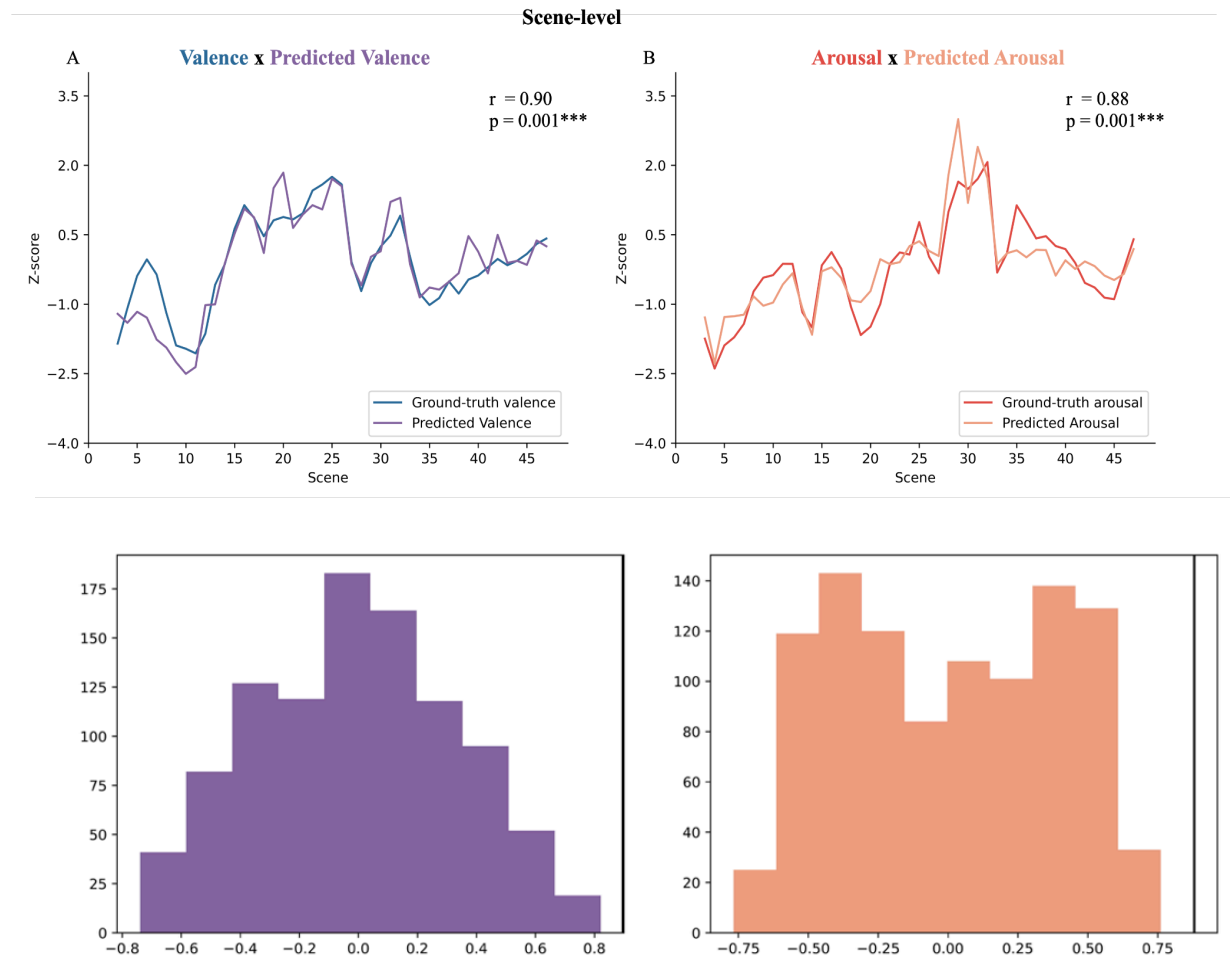 Scene-level
A
Valence x Predicted Valence
r = 0.90
p = 0.001***
3.5
2.0
0.5
−1.0
−2.5
−4.0
Z-score
0 5 10 15 20 25 30 35 40 45
Scene
Ground-truth valence
Predicted Valence
B
Arousal x Predicted Arousal
r = 0.88
p = 0.001***
3.5
2.0
0.5
−1.0
−2.5
−4.0
Z-score
0 5 10 15 20 25 30 35 40 45
Scene
Ground-truth arousal
Predicted Arousal
175
150
125
100
75
50
25
0
−0.8 −0.6 −0.4 −0.2 0.0 0.2 0.4 0.6 0.8
140
120
100
80
60
40
20
0
−0.75 −0.50 −0.25 0.00 0.25 0.50 0.75